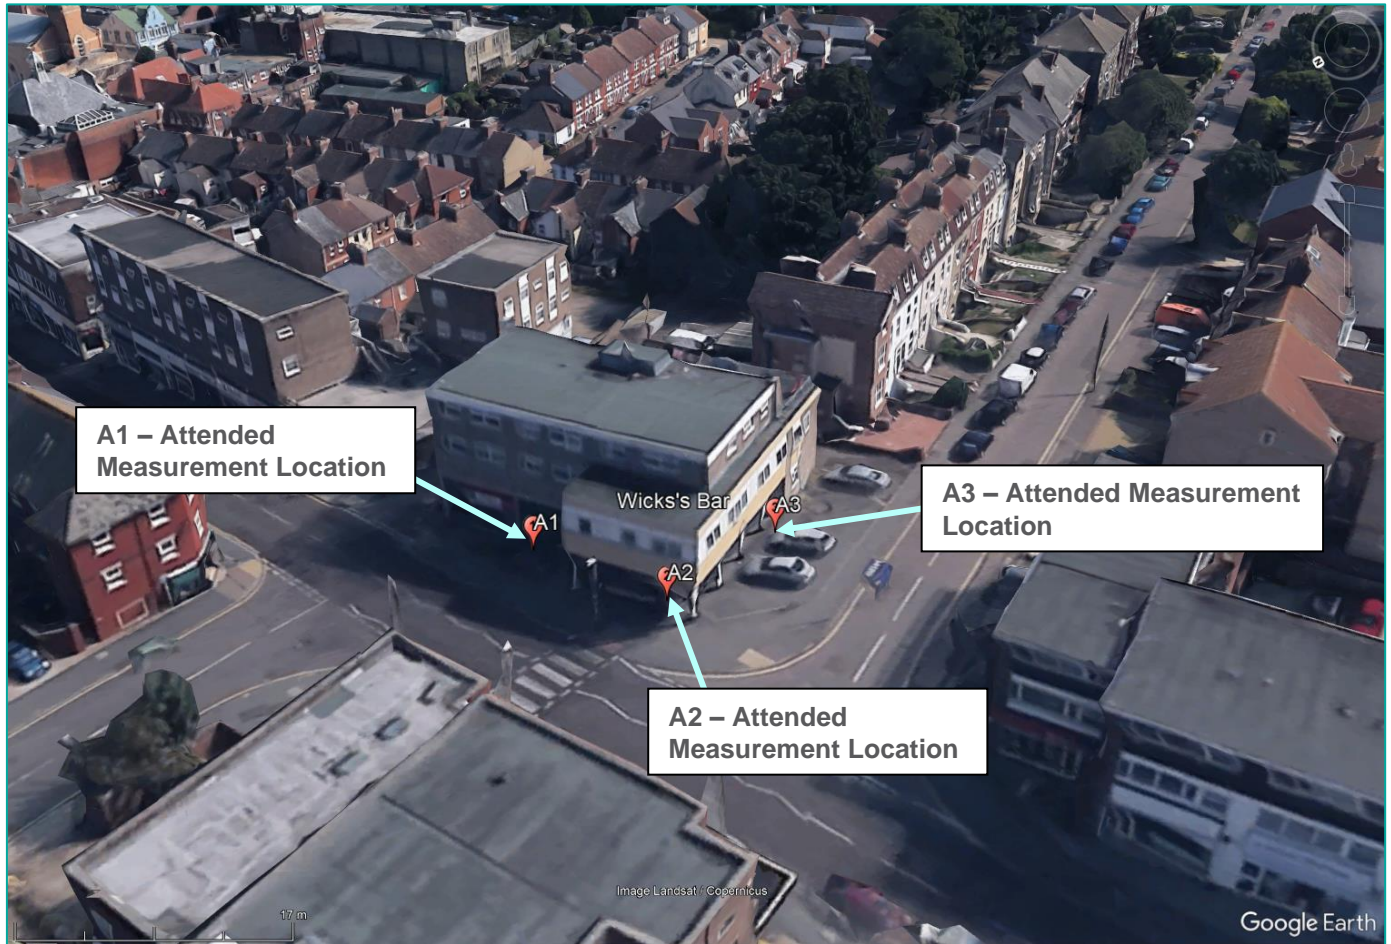 A1 – Attended
Measurement Location
Wicks's Bar
A3 – Attended Measurement
Location
A1
A3
A2
A2 – Attended
Measurement Location
Image Landsat / Copernicus
17 m
Google Earth